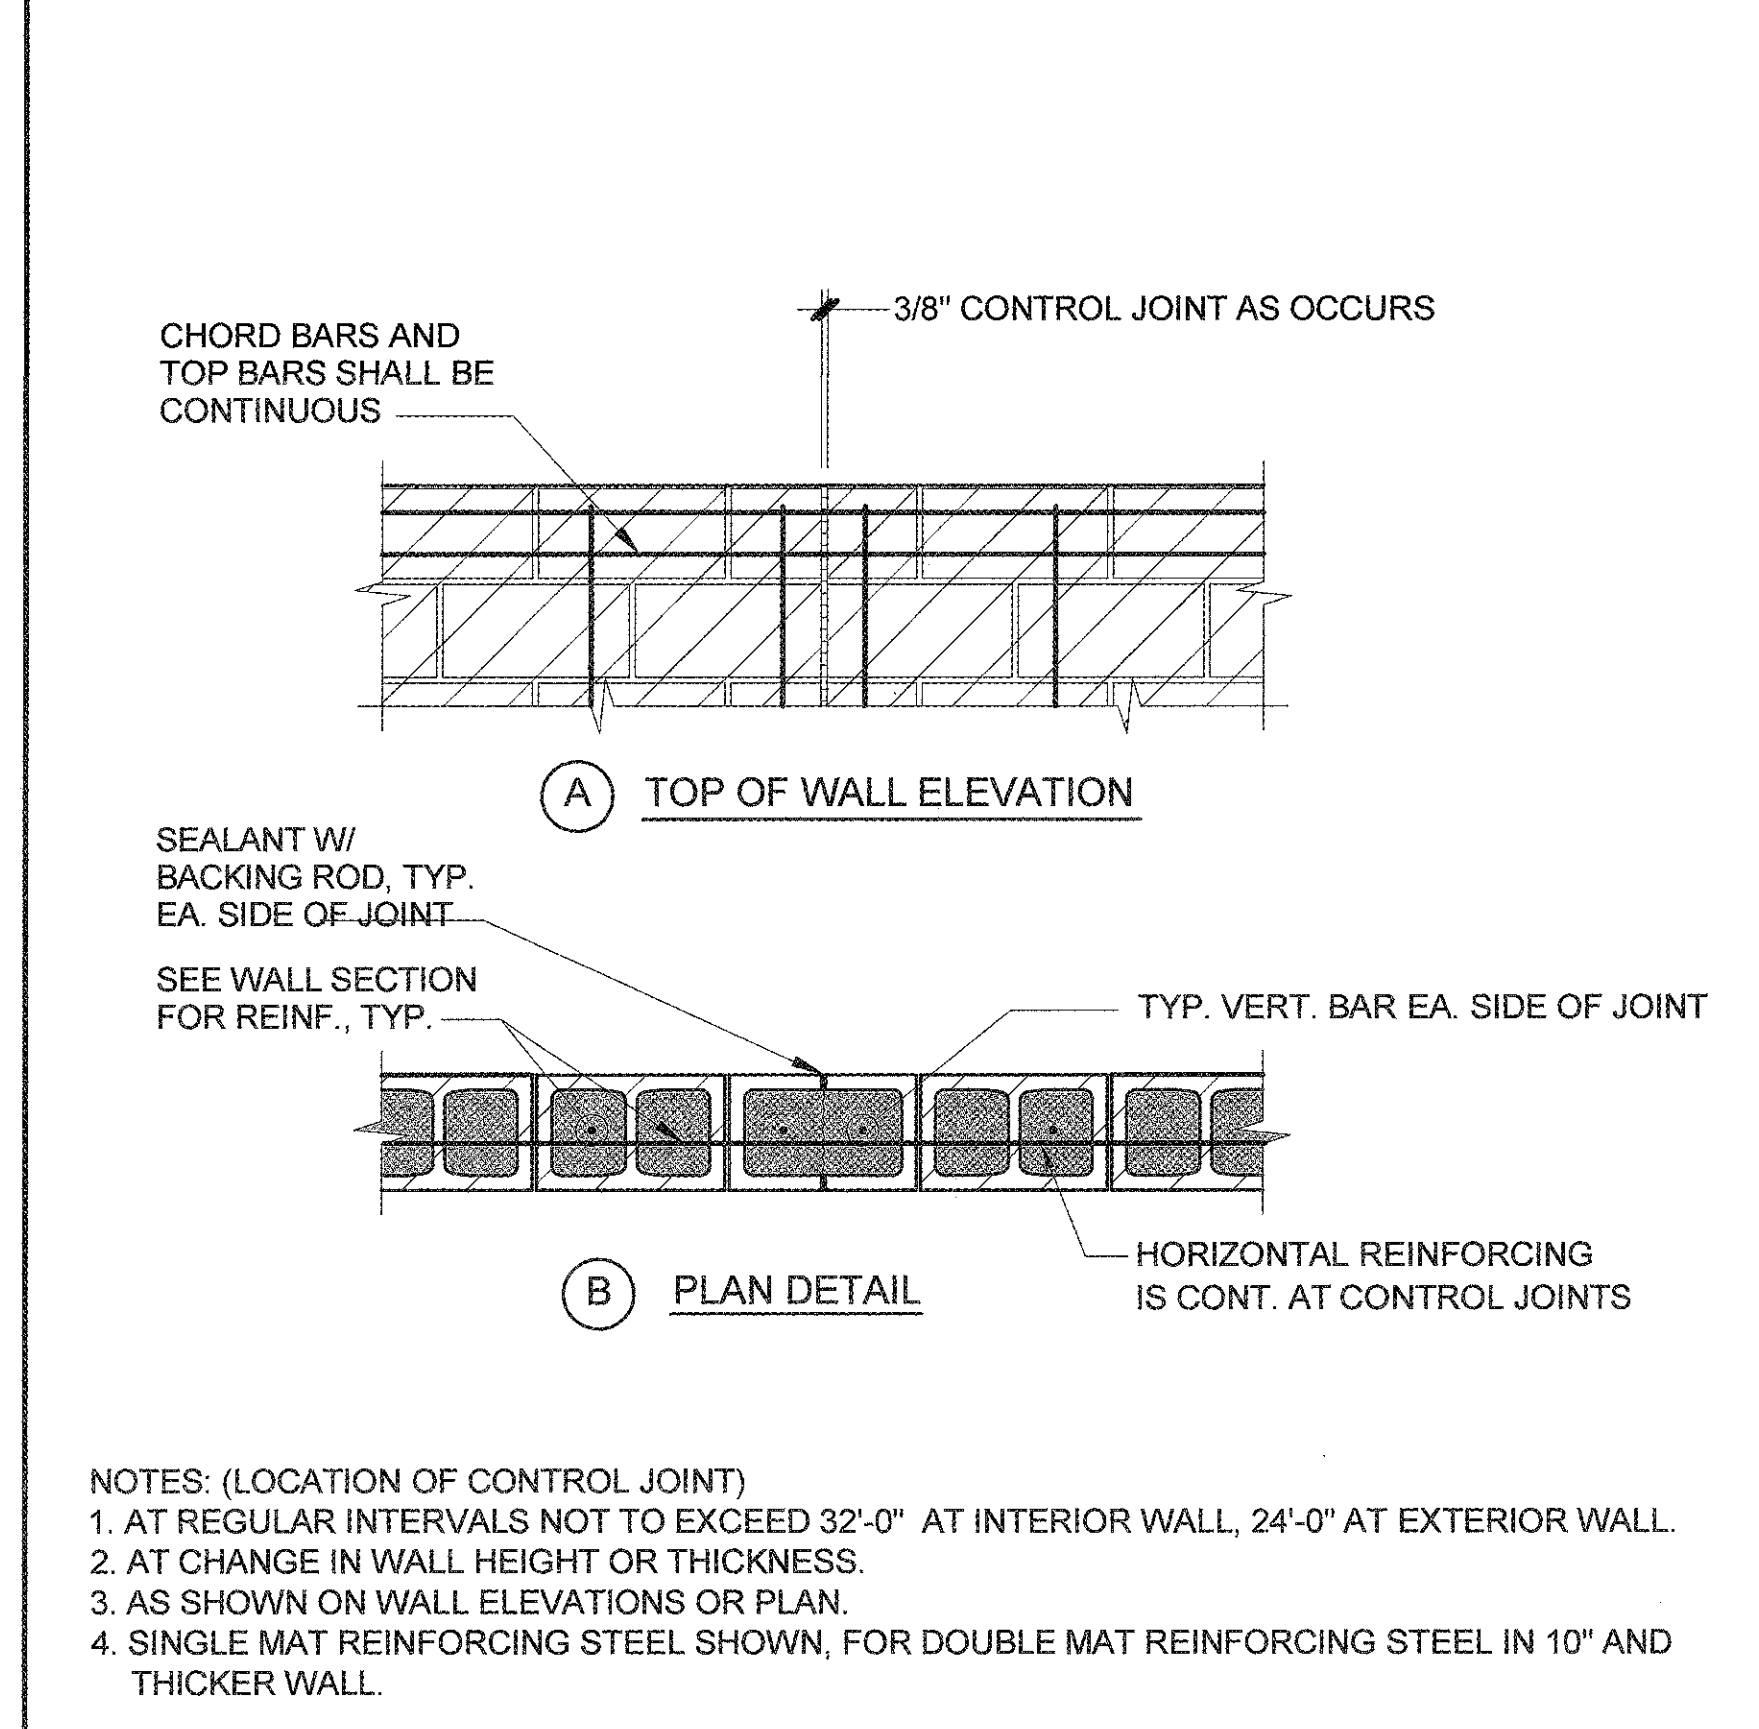 3/8" CONTROL JOINT AS OCCURS
CHORD BARS AND
TOP BARS SHALL BE
CONTINUOUS
A TOP OF WALL ELEVATION
SEALANT W/
BACKING ROD, TYP.
EA. SIDE OF JOINT
SEE WALL SECTION
FOR REINF., TYP.
TYP. VERT. BAR EA. SIDE OF JOINT
HORIZONTAL REINFORCING
IS CONT. AT CONTROL JOINTS
B PLAN DETAIL
NOTES: (LOCATION OF CONTROL JOINT)
1. AT REGULAR INTERVALS NOT TO EXCEED 32'-0" AT INTERIOR WALL, 24'-0" AT EXTERIOR WALL.
2. AT CHANGE IN WALL HEIGHT OR THICKNESS.
3. AS SHOWN ON WALL ELEVATIONS OR PLAN.
4. SINGLE MAT REINFORCING STEEL SHOWN, FOR DOUBLE MAT REINFORCING STEEL IN 10" AND
THICKER WALL.